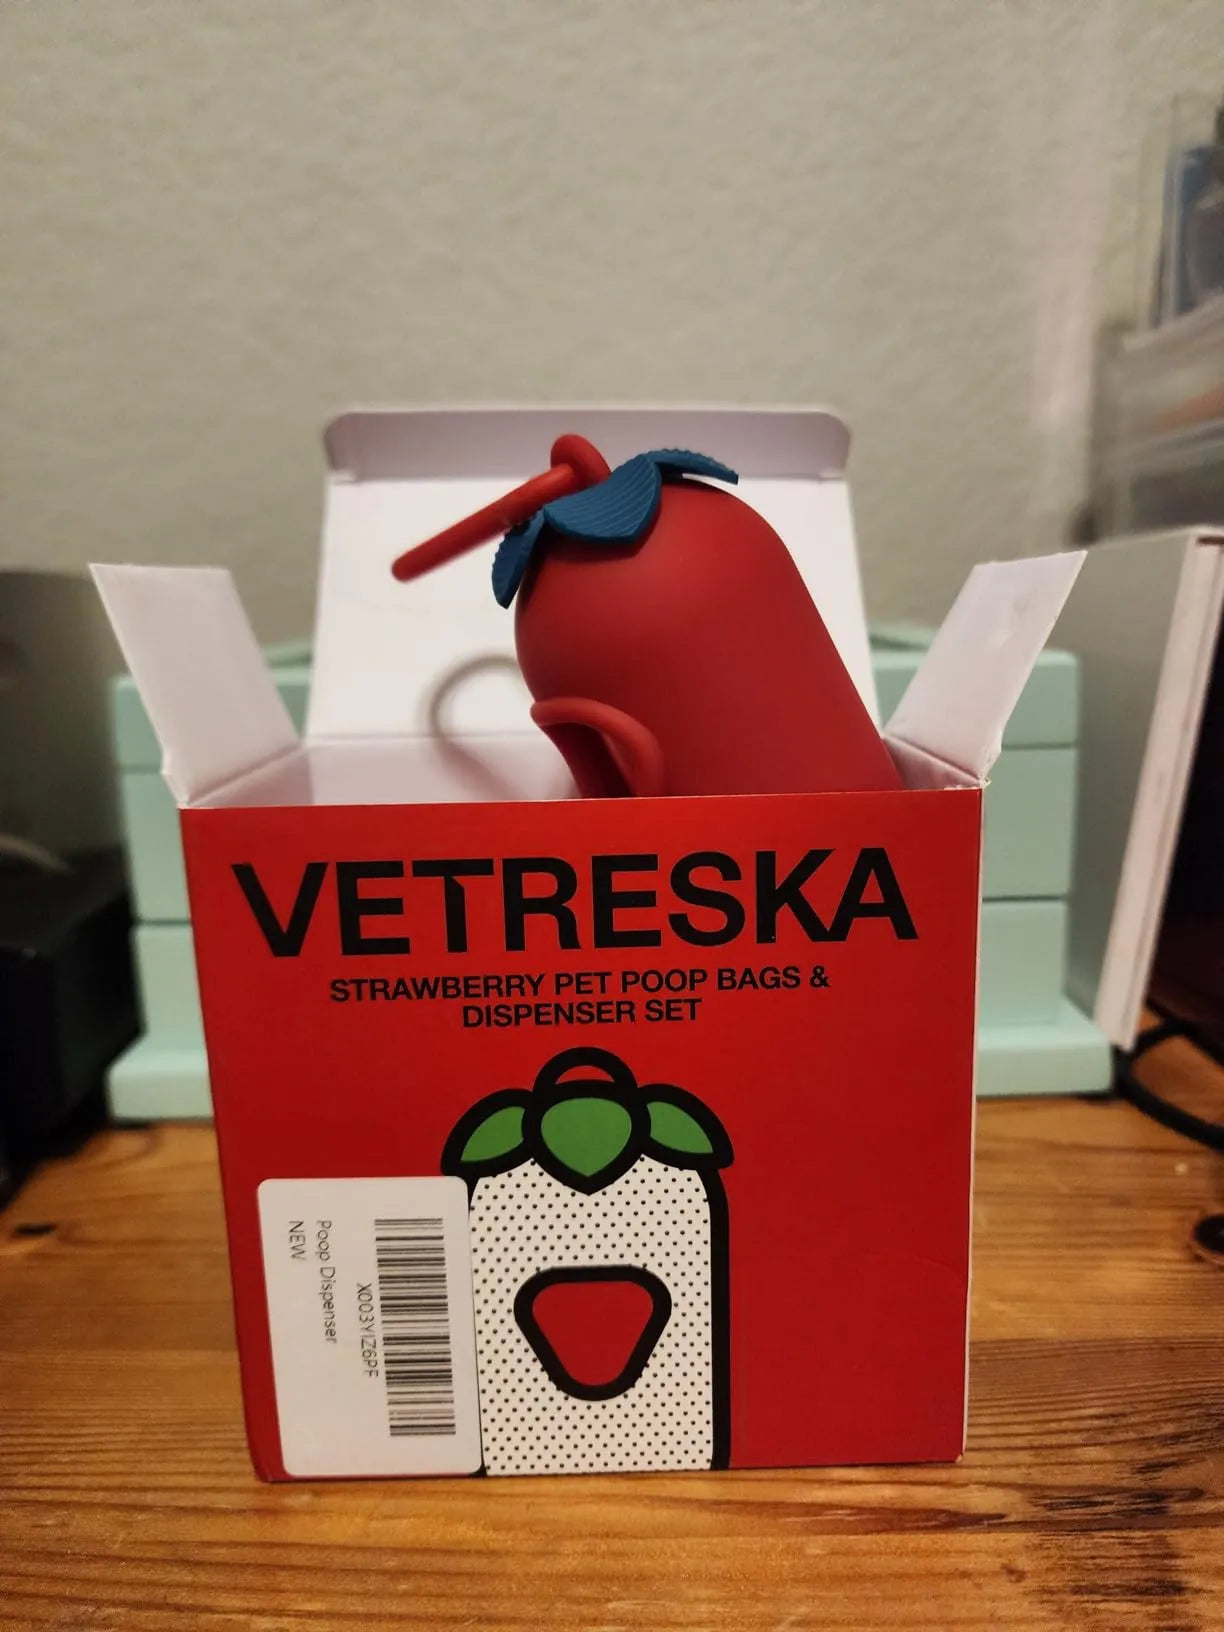 VETRESKA
STRAWBERRY PET POOP BAGS &
DISPENSER SET
X003YIZ6PF
Poop Dispenser
NEW